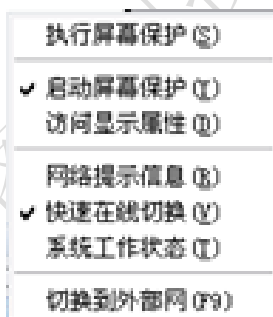 执行屏幕保护(S)
启动屏幕保护(I)
访问显示属性(D)
网络提示信息(R)
快速在线切换(V)
系统工作状态(T)
切换到外部网(F9)